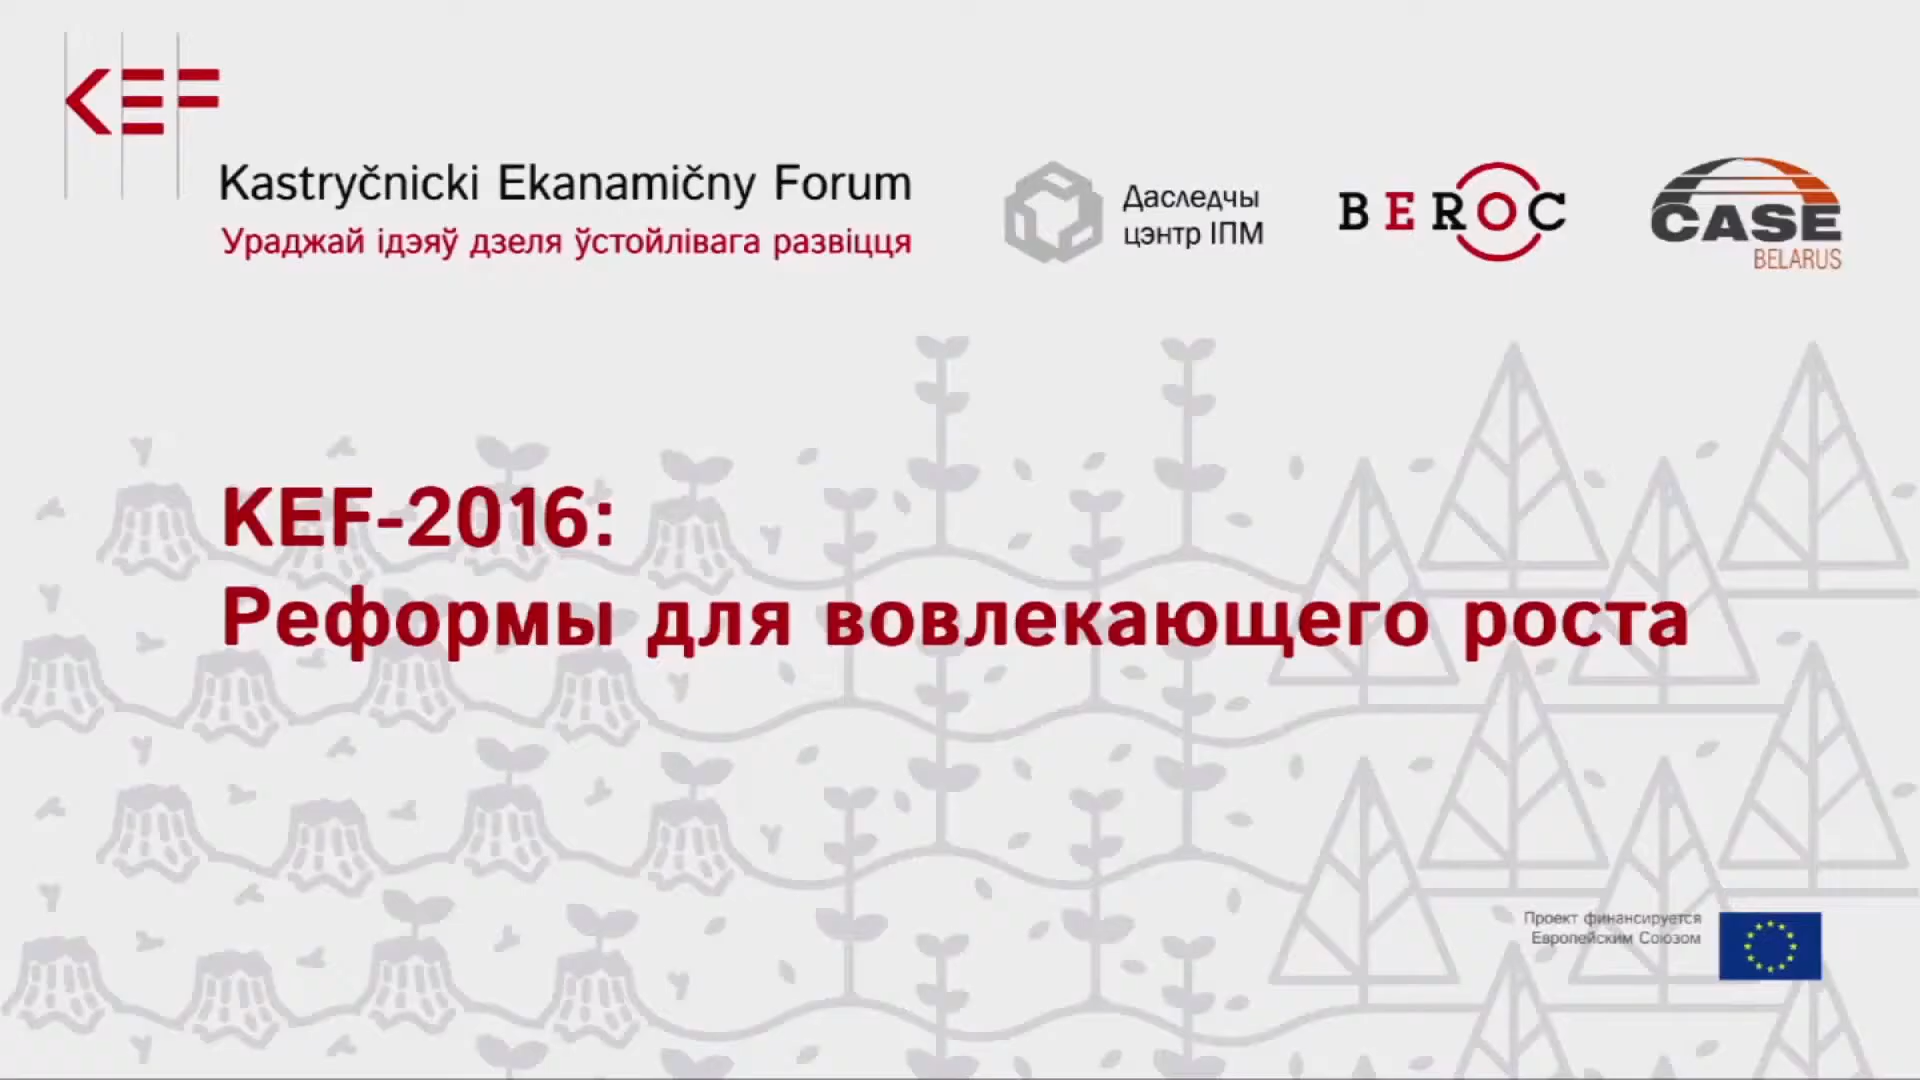 KEF
Kastryčnicki Ekanamičny Forum
Ураджай ідэяў дзеля ўстойлівага развіцця
Даследчы
цэнтр ІПМ
BEROC
CASE
BELARUS
KEF-2016:
Реформы для вовлекающего роста
Проект финансируется
Европейским Союзом